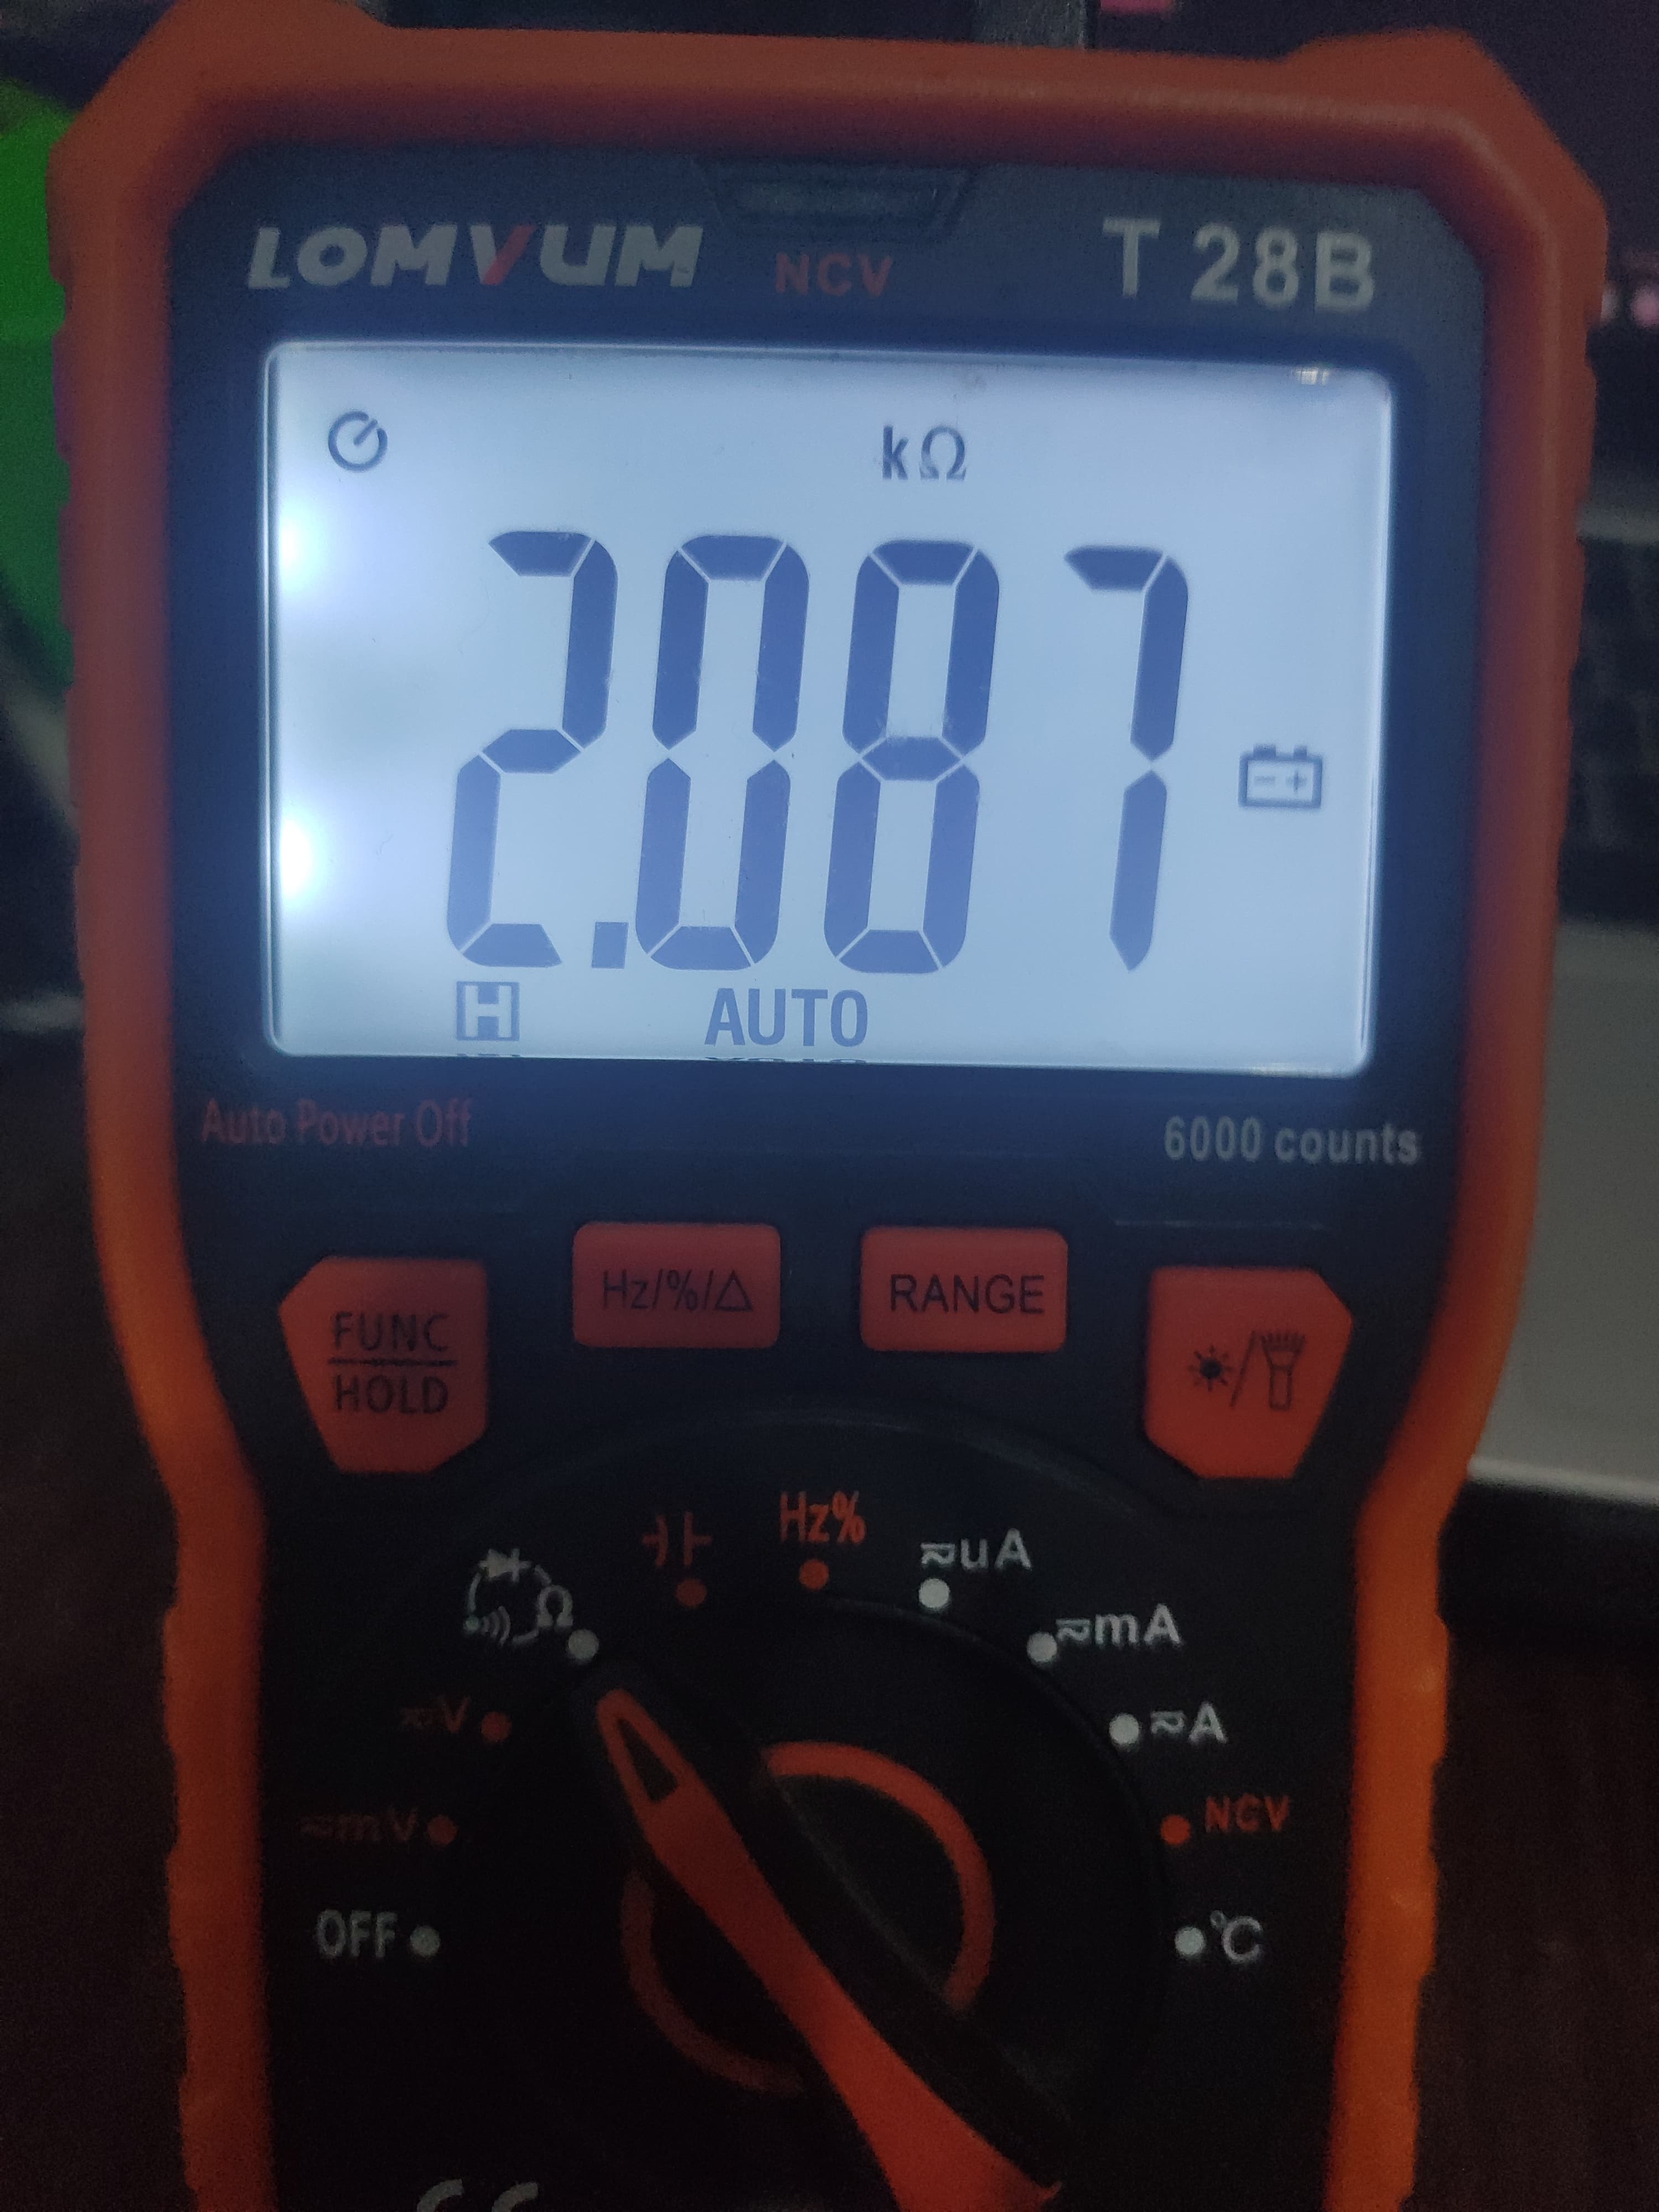 LOMVUM NCV T 28B
kΩ
2.087
H AUTO
Auto Power Off 6000 counts
Hz/%/△ RANGE
FUNC
HOLD
Hz%
uA
Ω
mA
V
A
mV
NCV
OFF
°C